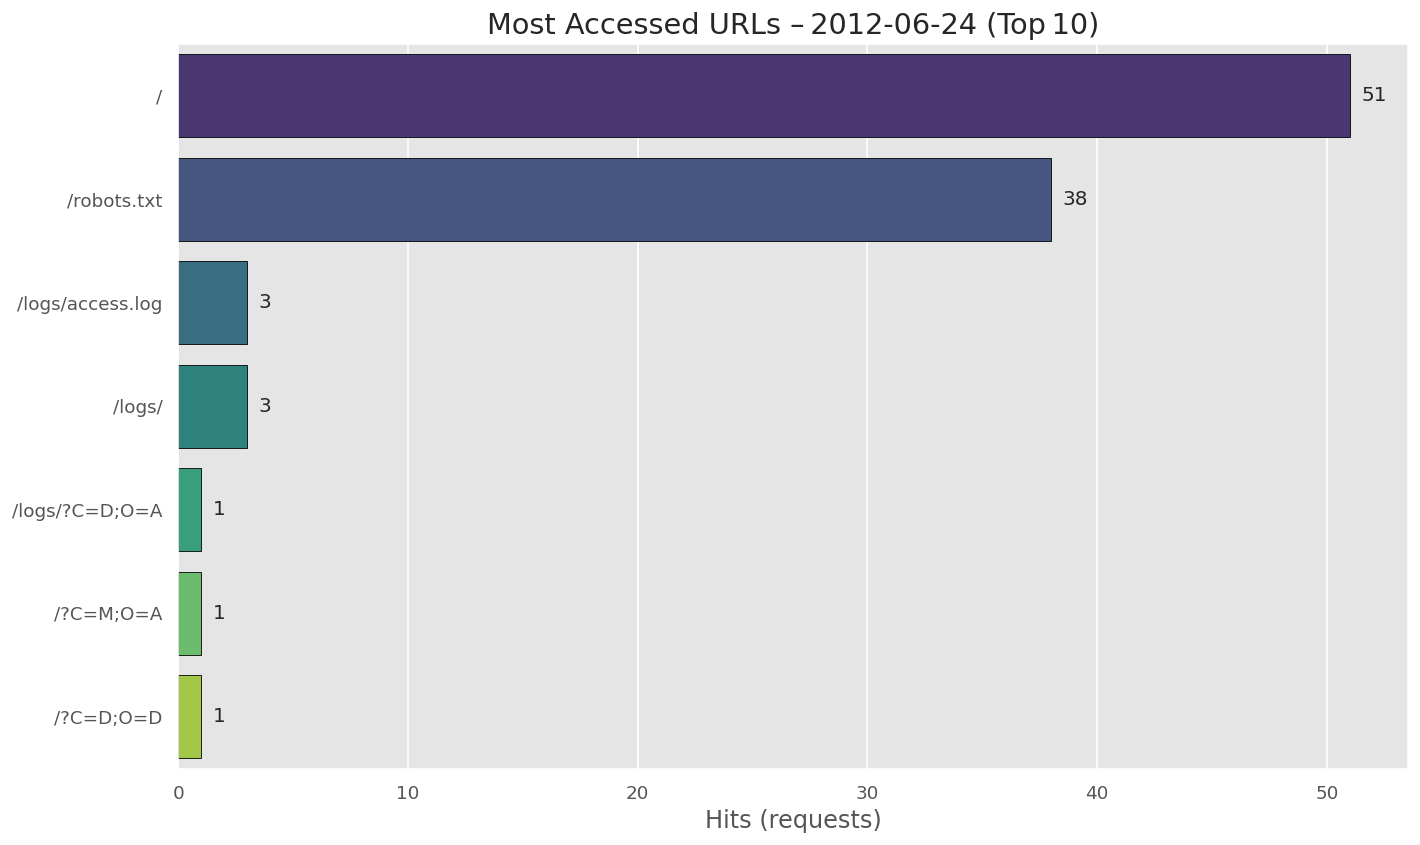 Most Accessed URLs – 2012-06-24 (Top 10)
/
51
/robots.txt
38
/logs/access.log
3
/logs/
3
/logs/?C=D;O=A
1
/?C=M;O=A
1
/?C=D;O=D
1
0 10 20 30 40 50
Hits (requests)